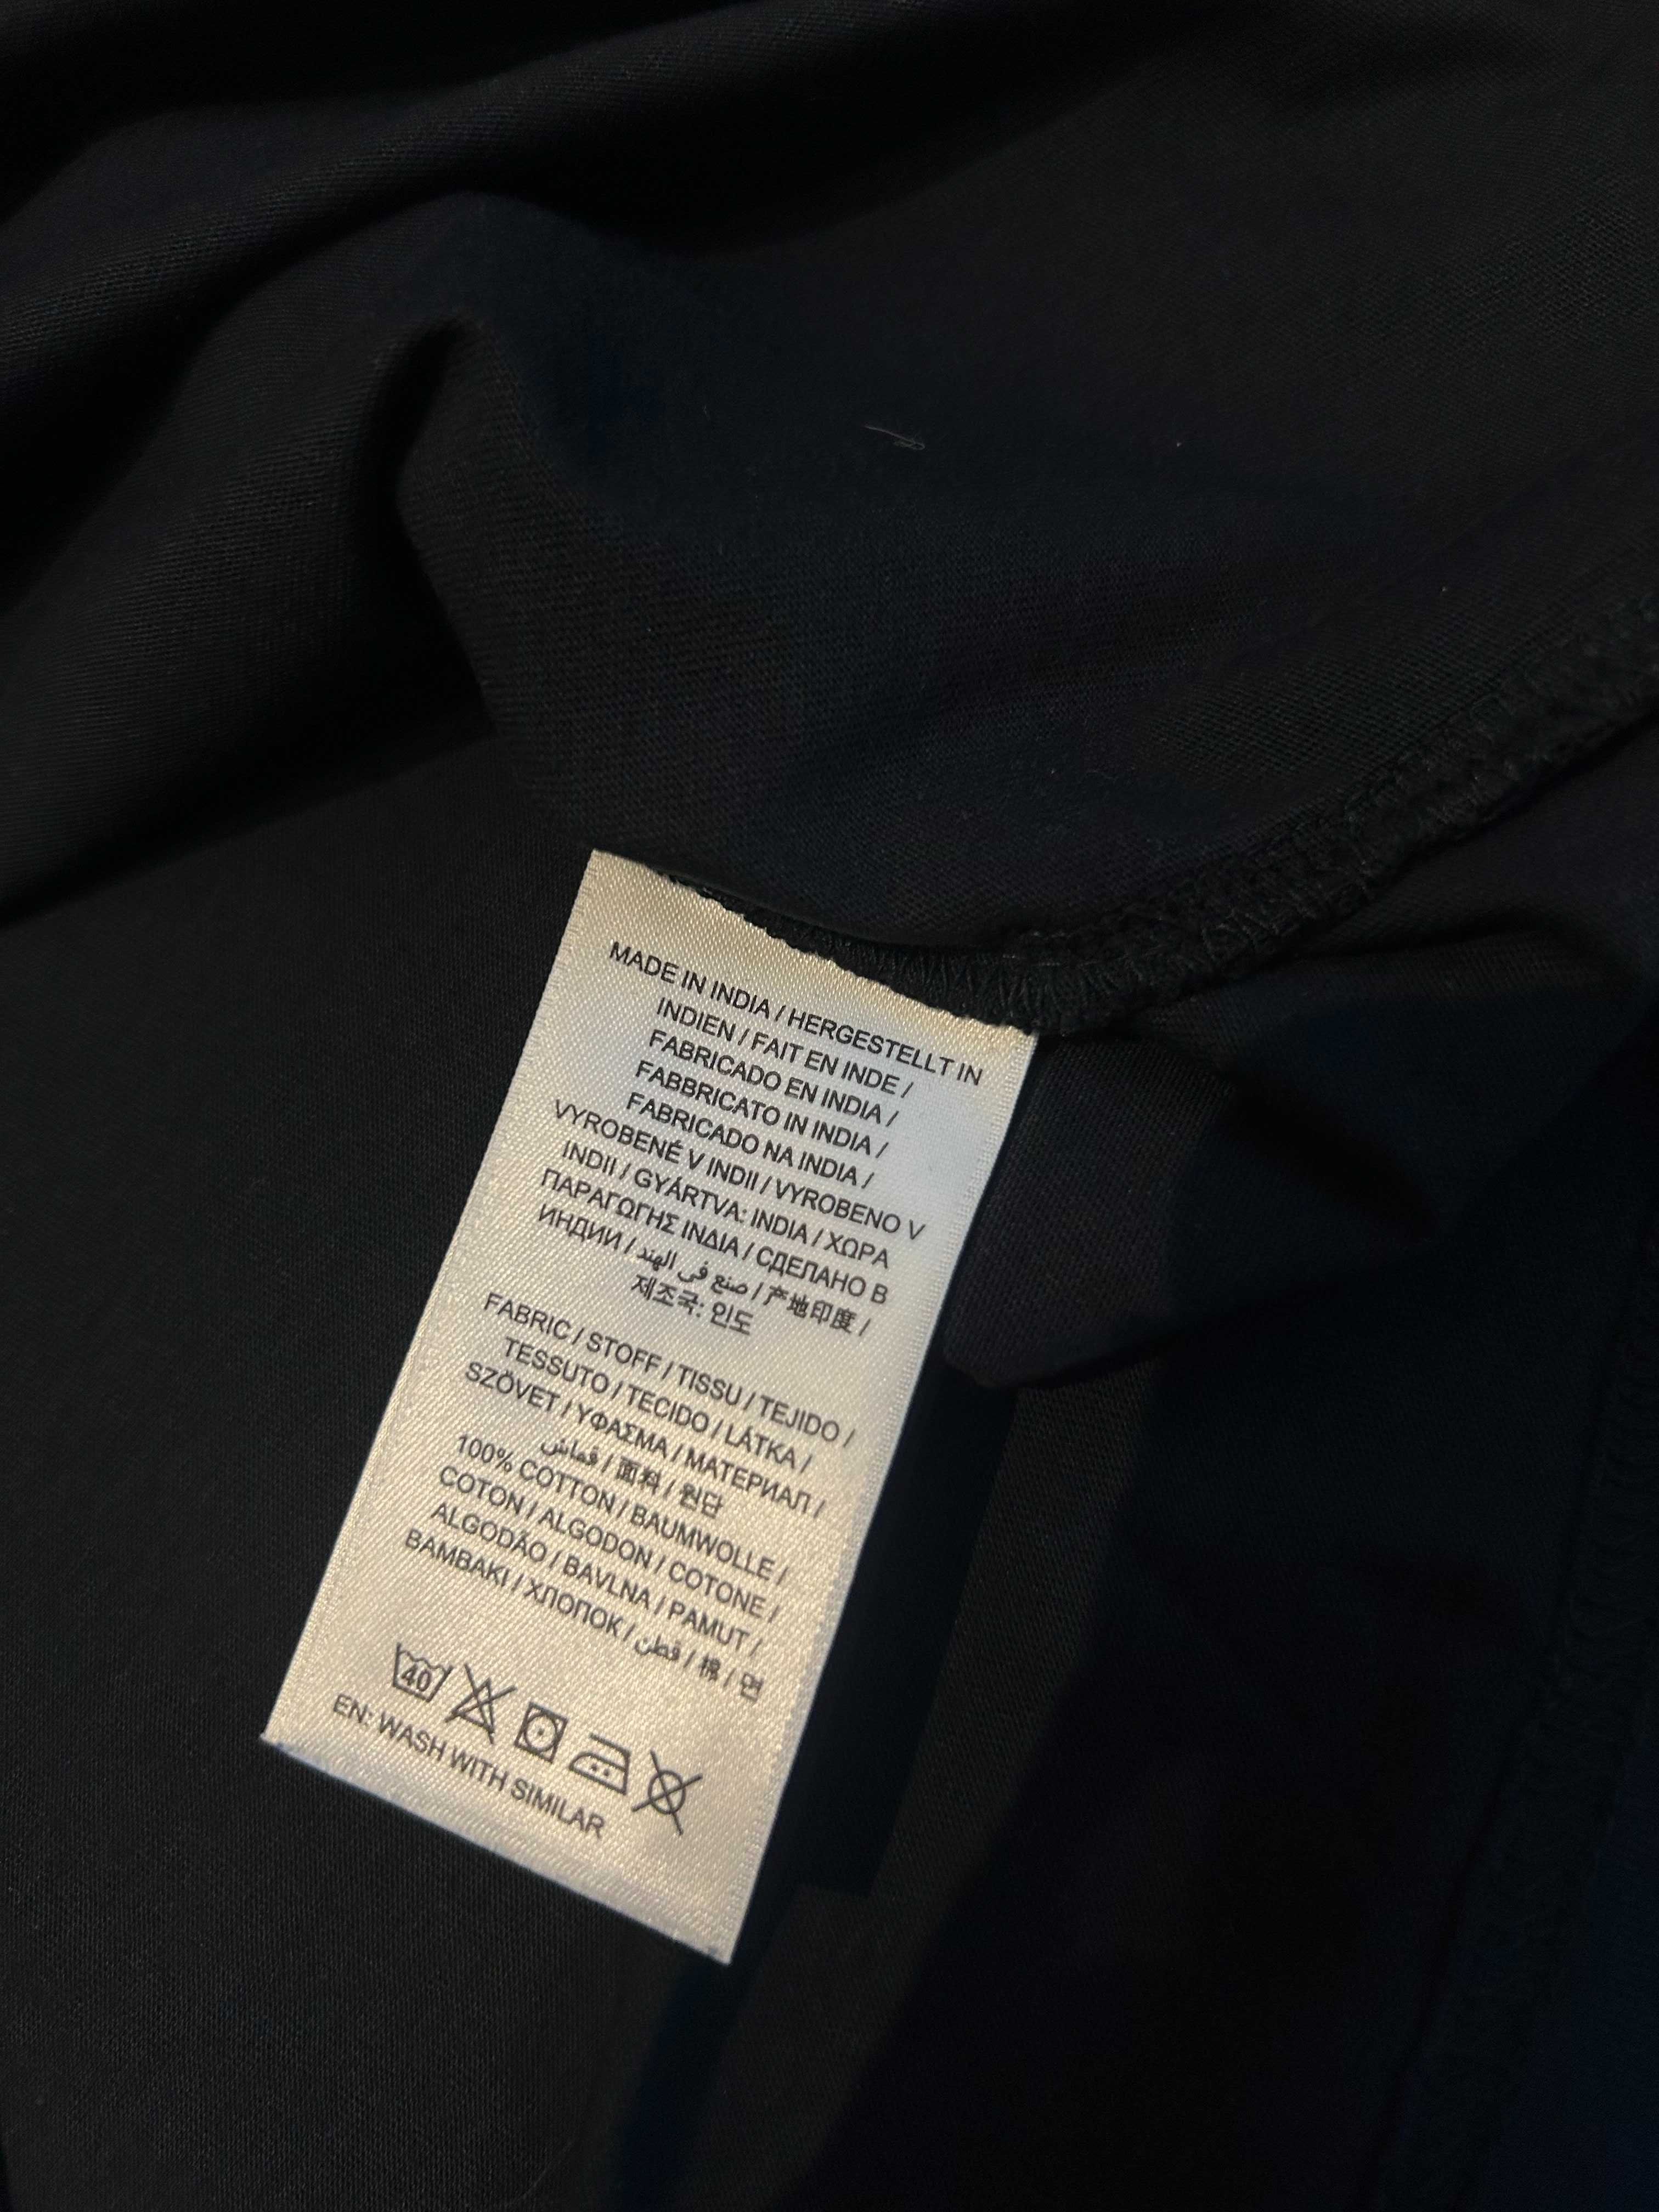 MADE IN INDIA / HERGESTELLT IN
INDIEN / FAIT EN INDE /
FABRICADO EN INDIA /
FABBRICATO IN INDIA /
FABRICADO NA INDIA /
VYROBENÉ V INDII / VYROBENO V
INDII / GYÁRTVA: INDIA / ΧΩΡΑ
ΠΑΡΑΓΩΓΗΣ ΙΝΔΙΑ / СДЕЛАНО В
ИНДИИ / صنع في الهند / 产地印度 /
제조국: 인도
FABRIC / STOFF / TISSU / TEJIDO /
TESSUTO / TECIDO / LÁTKA /
SZÖVET / ΥΦΑΣΜΑ / МАТЕРИАЛ /
قماش / 面料 / 원단
100% COTTON / BAUMWOLLE /
COTON / ALGODON / COTONE /
ALGODÃO / BAVLNA / PAMUT /
ΒΑΜΒΑΚΙ / ХЛОПОК / قطن / 棉 / 면
40
EN: WASH WITH SIMILAR